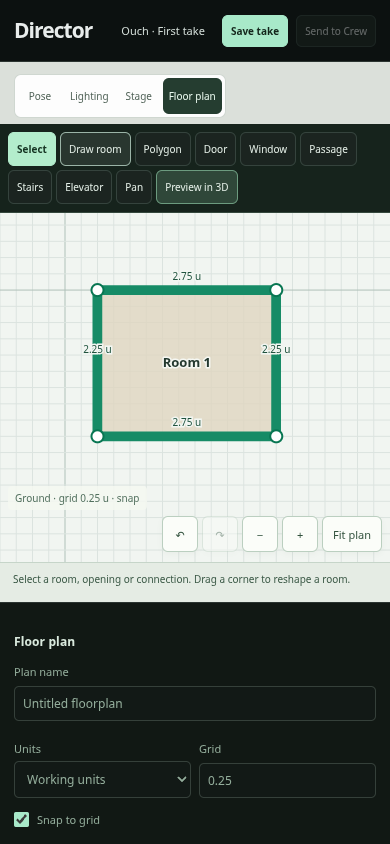 Director
Ouch · First take
Save take
Send to Crew
Pose
Lighting
Stage
Floor plan
Select
Draw room
Polygon
Door
Window
Passage
Stairs
Elevator
Pan
Preview in 3D
2.75 u
2.25 u
2.25 u
Room 1
2.75 u
Ground · grid 0.25 u · snap
Fit plan
Select a room, opening or connection. Drag a corner to reshape a room.
Floor plan
Plan name
Untitled floorplan
Units
Grid
Working units
0.25
Snap to grid